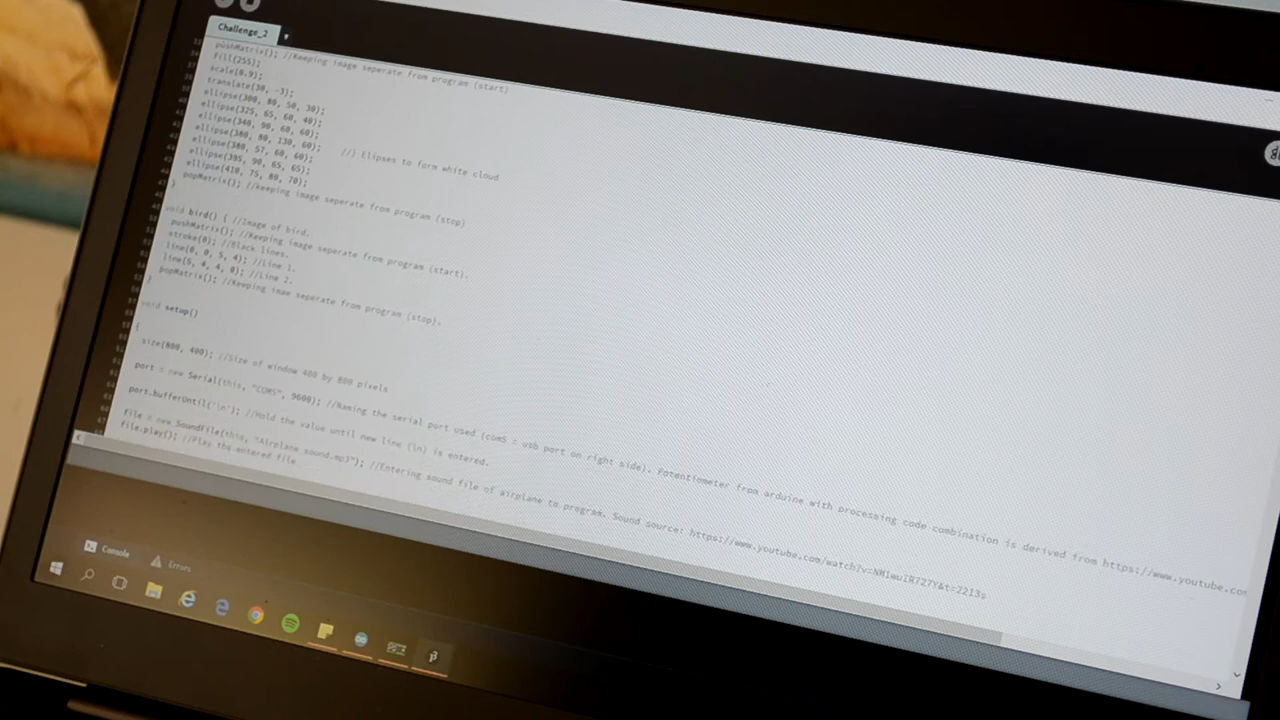 Challenge_2
pushMatrix(); //Keeping image seperate from program (start)
fill(255);
scale(0.9);
translate(30, -3);
ellipse(300, 80, 50, 30);
ellipse(325, 65, 60, 40);
ellipse(340, 90, 60, 60);
ellipse(380, 80, 130, 60);
ellipse(380, 57, 60, 60); //) Elipses to form white cloud
ellipse(395, 90, 65, 65);
ellipse(410, 75, 80, 70);
popMatrix(); //keeping image seperate from program (stop)
}
void bird() { //Image of bird.
pushMatrix(); //Keeping image seperate from program (start).
stroke(0); //Black lines.
line(0, 0, 5, 4); //Line 1.
line(5, 4, 4, 0); //Line 2.
popMatrix(); //Keeping imae seperate from program (stop).
}
void setup()
{
size(800, 400); //Size of window 400 by 800 pixels
port = new Serial(this, "COM5", 9600); //Naming the serial port used (com5 = usb port on right side). Potentiometer from arduine with processing code combination is derived from https://www.youtube.co
port.bufferUntil('\n'); //Hold the value until new line (\n) is entered.
file = new SoundFile(this, "Airplane sound.mp3"); //Entering sound file of airplane to program. Sound source: https://www.youtube.com/watch?v=
file.play(); //Play the entered file
Console
Errors